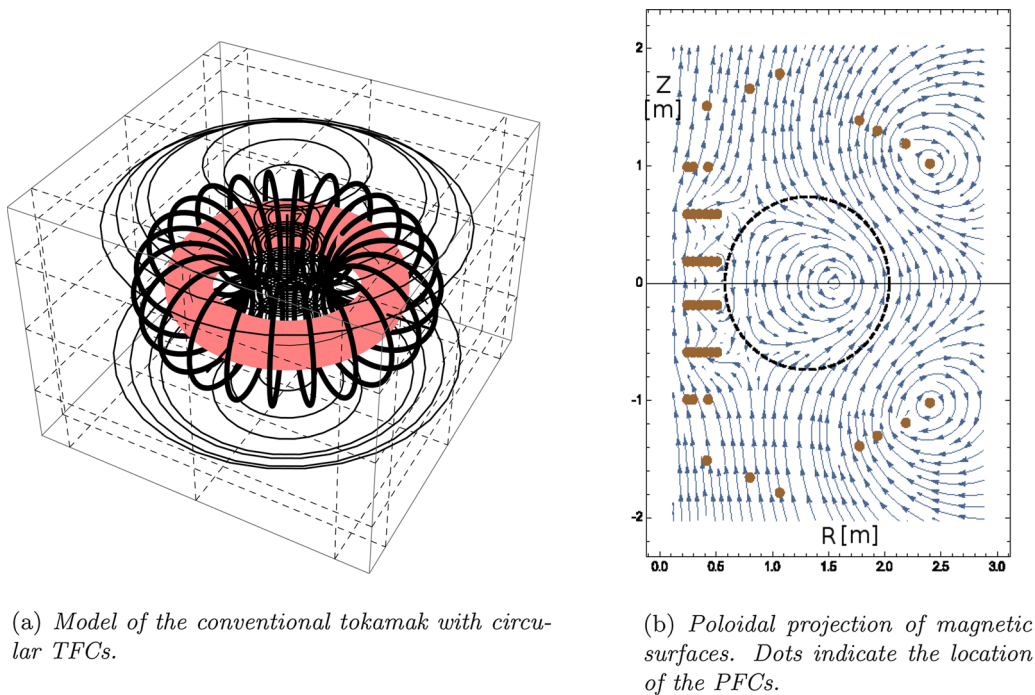 2
Z
[m]
1
0
-1
-2
R [m]
0.0 0.5 1.0 1.5 2.0 2.5 3.0
(a) Model of the conventional tokamak with circu-
lar TFCs.
(b) Poloidal projection of magnetic
surfaces. Dots indicate the location
of the PFCs.